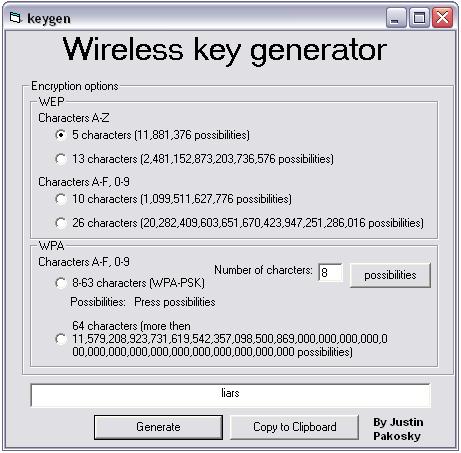 keygen
Wireless key generator
Encryption options
WEP
Characters A-Z
5 characters (11,881,376 possibilities)
13 characters (2,481,152,873,203,736,576 possibilities)
Characters A-F, 0-9
10 characters (1,099,511,627,776 possibilities)
26 characters (20,282,409,603,651,670,423,947,251,286,016 possibilities)
WPA
Characters A-F, 0-9
Number of charcters: 8 possibilities
8-63 characters (WPA-PSK)
Possibilities: Press possibilities
64 characters (more then
11,579,208,923,731,619,542,357,098,500,869,000,000,000,000,0
00,000,000,000,000,000,000,000,000,000,000,000 possibilities)
liars
Generate Copy to Clipboard
By Justin
Pakosky